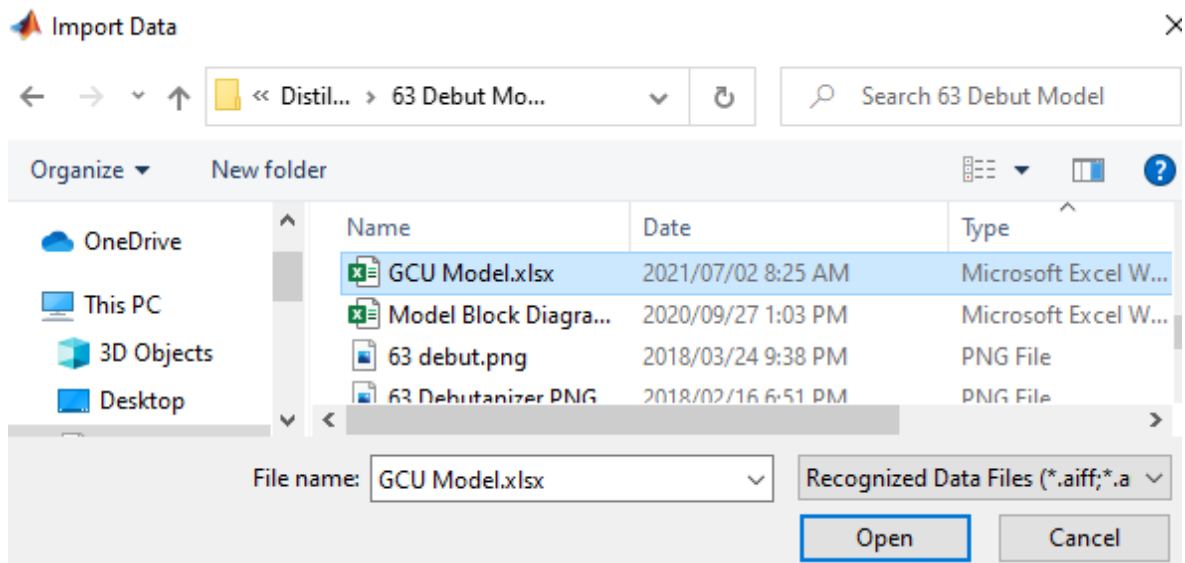 Import Data
« Distil... › 63 Debut Mo...
Search 63 Debut Model
Organize
New folder
OneDrive
This PC
3D Objects
Desktop
Name Date Type
GCU Model.xlsx 2021/07/02 8:25 AM Microsoft Excel W...
Model Block Diagra... 2020/09/27 1:03 PM Microsoft Excel W...
63 debut.png 2018/03/24 9:38 PM PNG File
63 Debutanizer PNG 2018/02/16 6:51 PM PNG File
File name: GCU Model.xlsx Recognized Data Files (*.aiff;*.a
Open Cancel